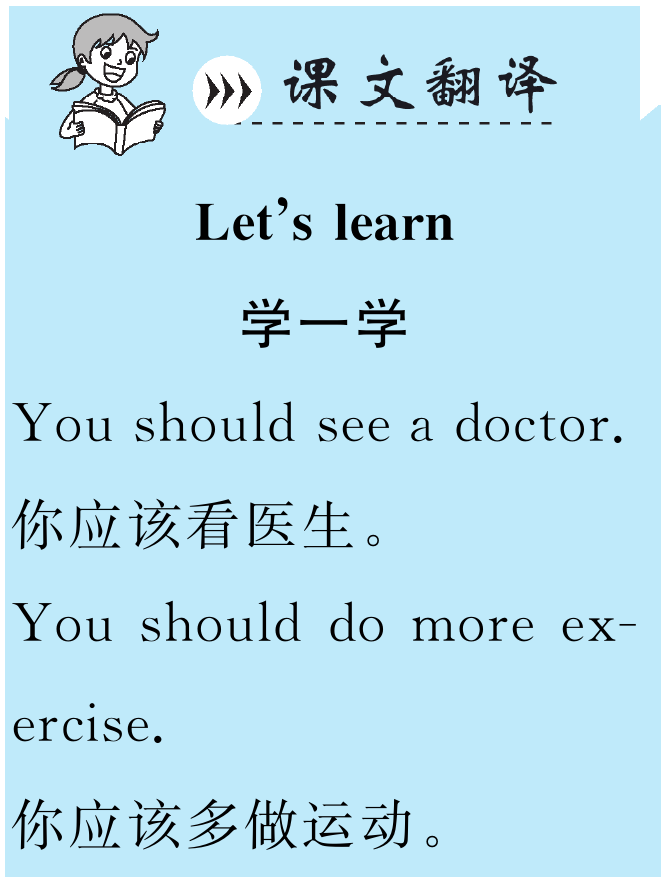 课文翻译
Let's learn
学一学
You should see a doctor.
你应该看医生。
You should do more ex-
ercise.
你应该多做运动。